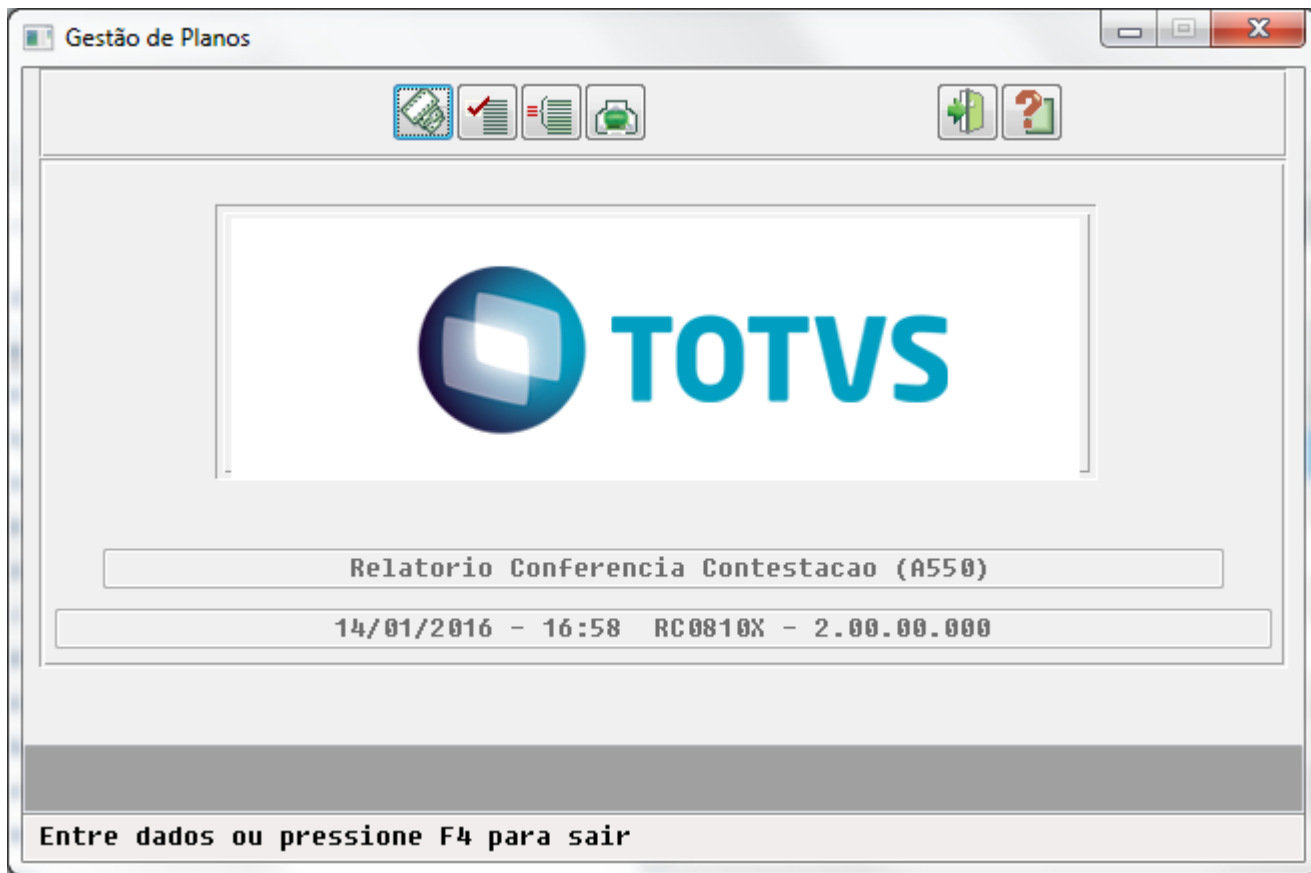 Gestão de Planos
TOTVS
Relatorio Conferencia Contestacao (A550)
14/01/2016 - 16:58 RC0810X - 2.00.00.000
Entre dados ou pressione F4 para sair